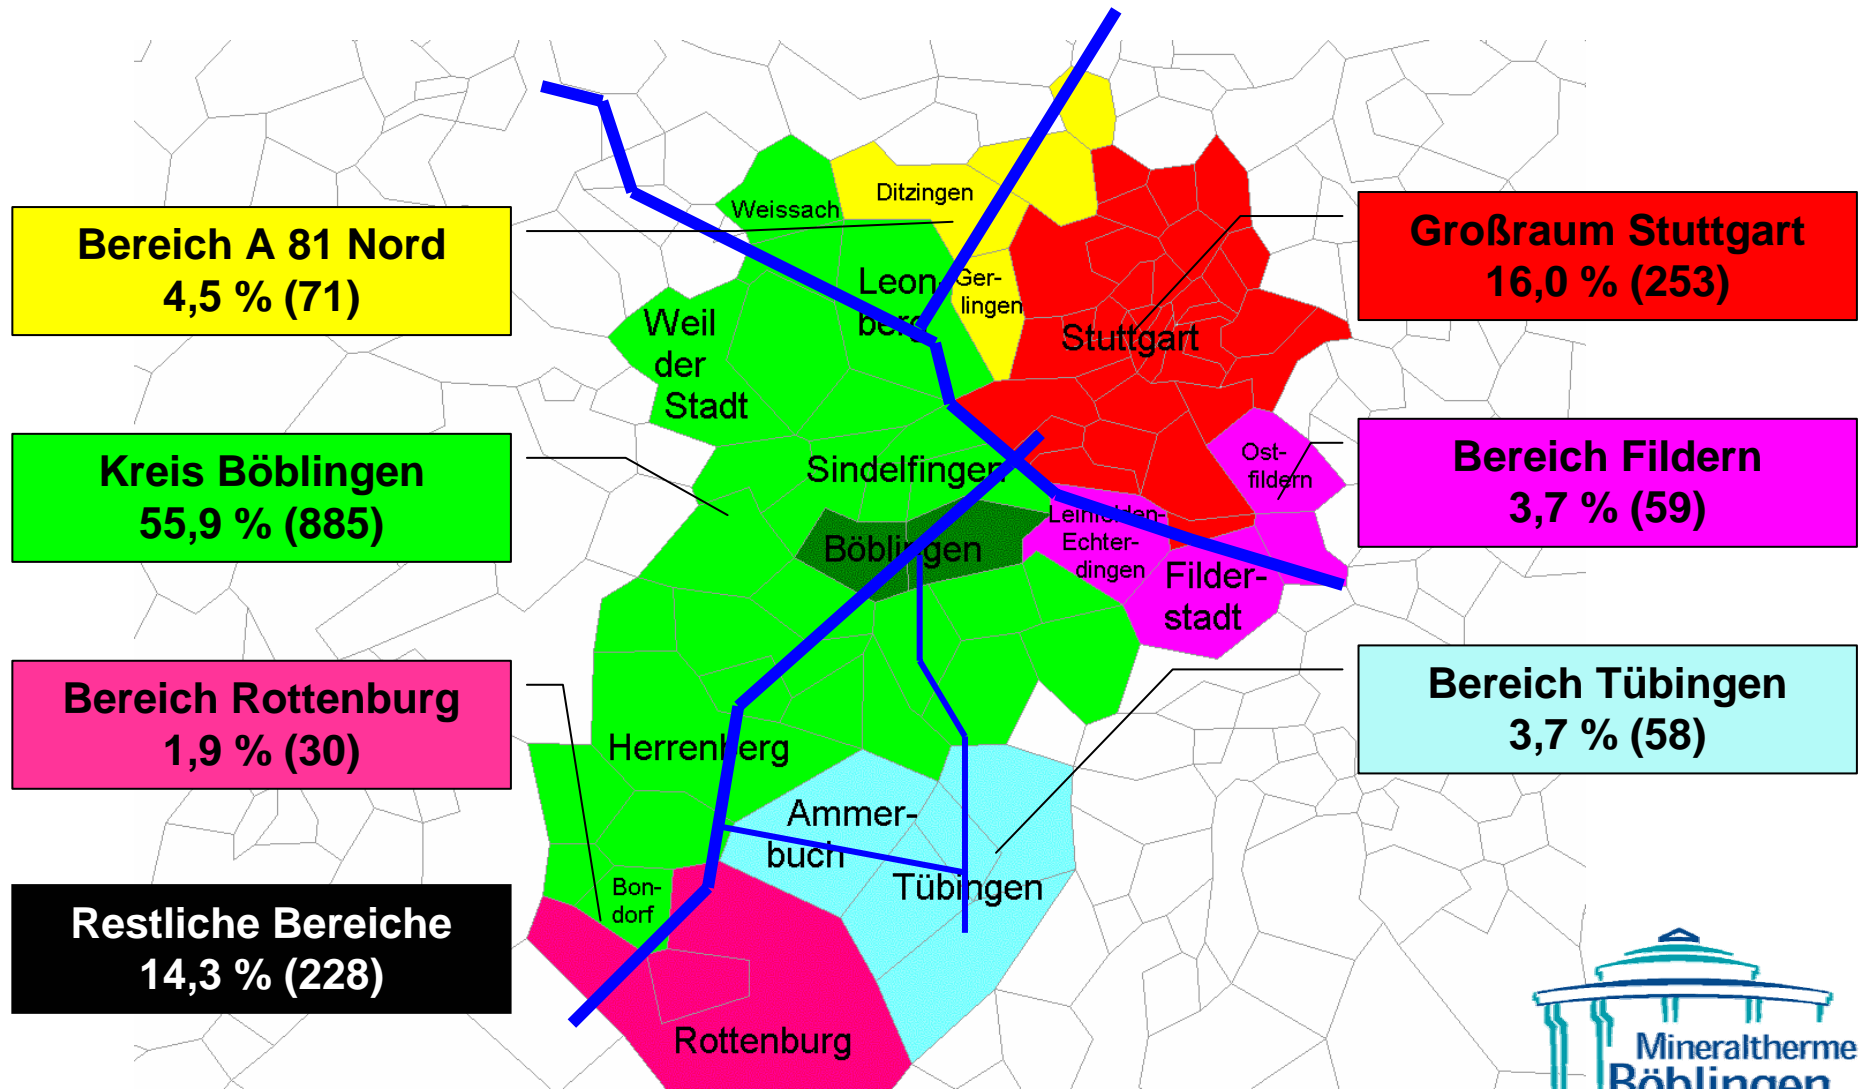 Bereich A 81 Nord
4,5 % (71)
Kreis Böblingen
55,9 % (885)
Bereich Rottenburg
1,9 % (30)
Restliche Bereiche
14,3 % (228)
Weissach
Ditzingen
Leon
berg
Ger-
lingen
Weil
der
Stadt
Stuttgart
Sindelfingen
Ost-
fildern
Böblingen
Leinfelden-
Echter-
dingen
Filder-
stadt
Herrenberg
Ammer-
buch
Tübingen
Bon-
dorf
Rottenburg
Großraum Stuttgart
16,0 % (253)
Bereich Fildern
3,7 % (59)
Bereich Tübingen
3,7 % (58)
Mineraltherme
Böblingen